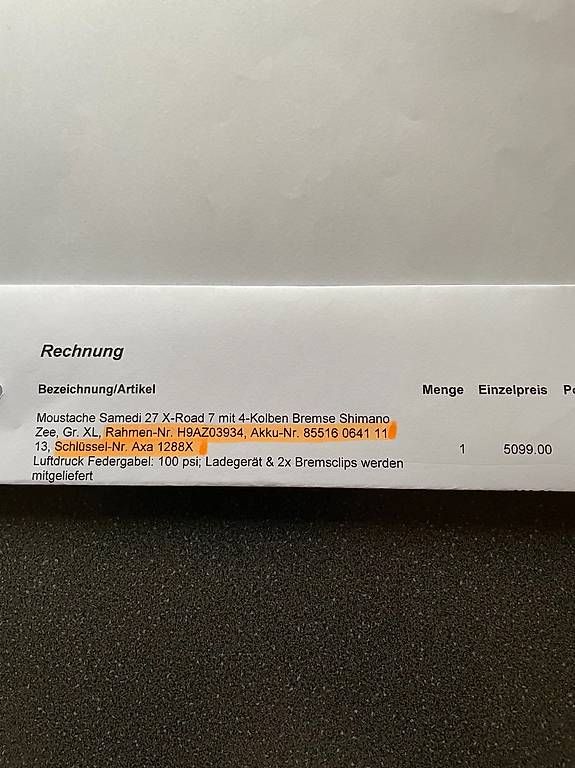 Rechnung
Bezeichnung/Artikel Menge Einzelpreis
Moustache Samedi 27 X-Road 7 mit 4-Kolben Bremse Shimano
Zee, Gr. XL, Rahmen-Nr. H9AZ03934, Akku-Nr. 85516 0641 11
13, Schlüssel-Nr. Axa 1288X 1 5099.00
Luftdruck Federgabel: 100 psi; Ladegerät & 2x Bremsclips werden
mitgeliefert